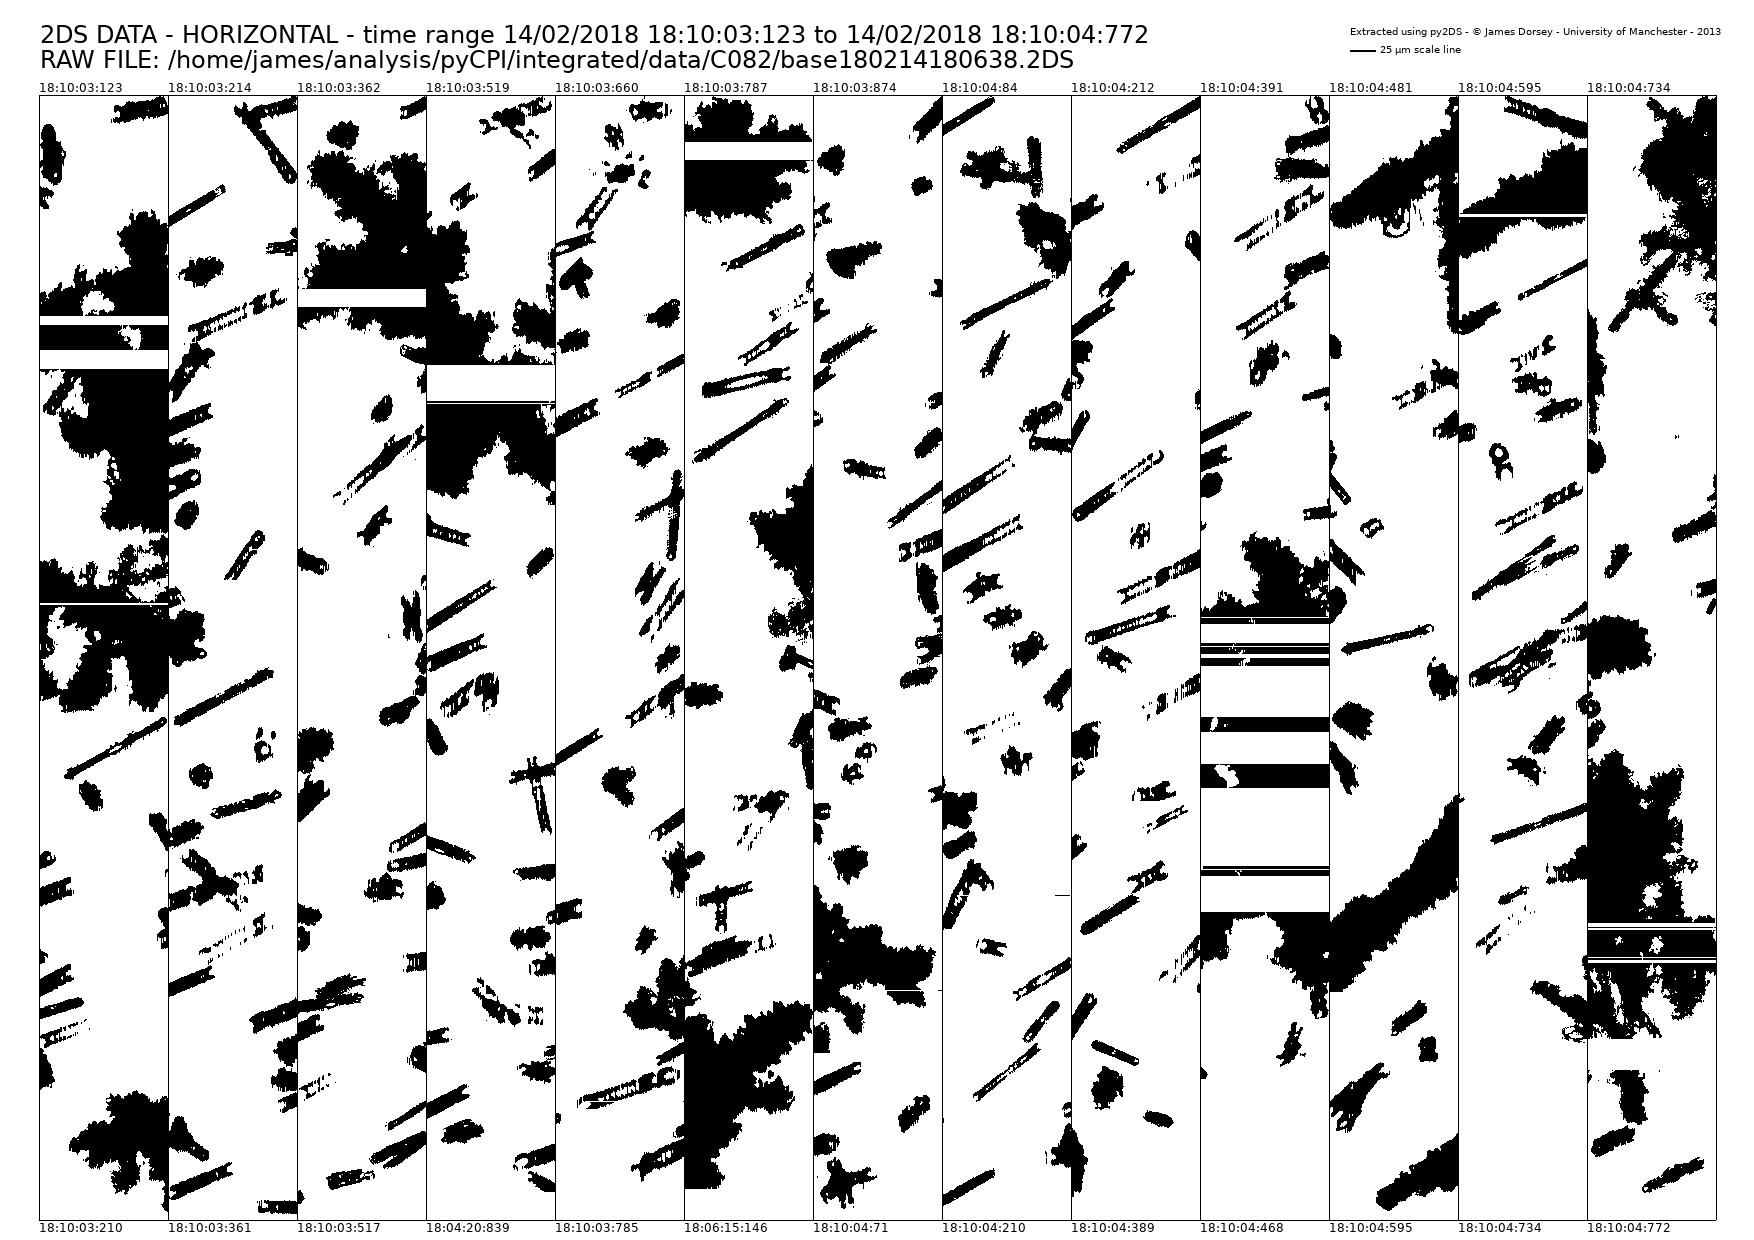 2DS DATA - HORIZONTAL - time range 14/02/2018 18:10:03:123 to 14/02/2018 18:10:04:772
RAW FILE: /home/james/analysis/pyCPI/integrated/data/C082/base180214180638.2DS
Extracted using py2DS - © James Dorsey - University of Manchester - 2013
25 µm scale line
18:10:03:123 18:10:03:214 18:10:03:362 18:10:03:519 18:10:03:660 18:10:03:787 18:10:03:874 18:10:04:84 18:10:04:212 18:10:04:391 18:10:04:481 18:10:04:595 18:10:04:734
18:10:03:210 18:10:03:361 18:10:03:517 18:04:20:839 18:10:03:785 18:06:15:146 18:10:04:71 18:10:04:210 18:10:04:389 18:10:04:468 18:10:04:595 18:10:04:734 18:10:04:772